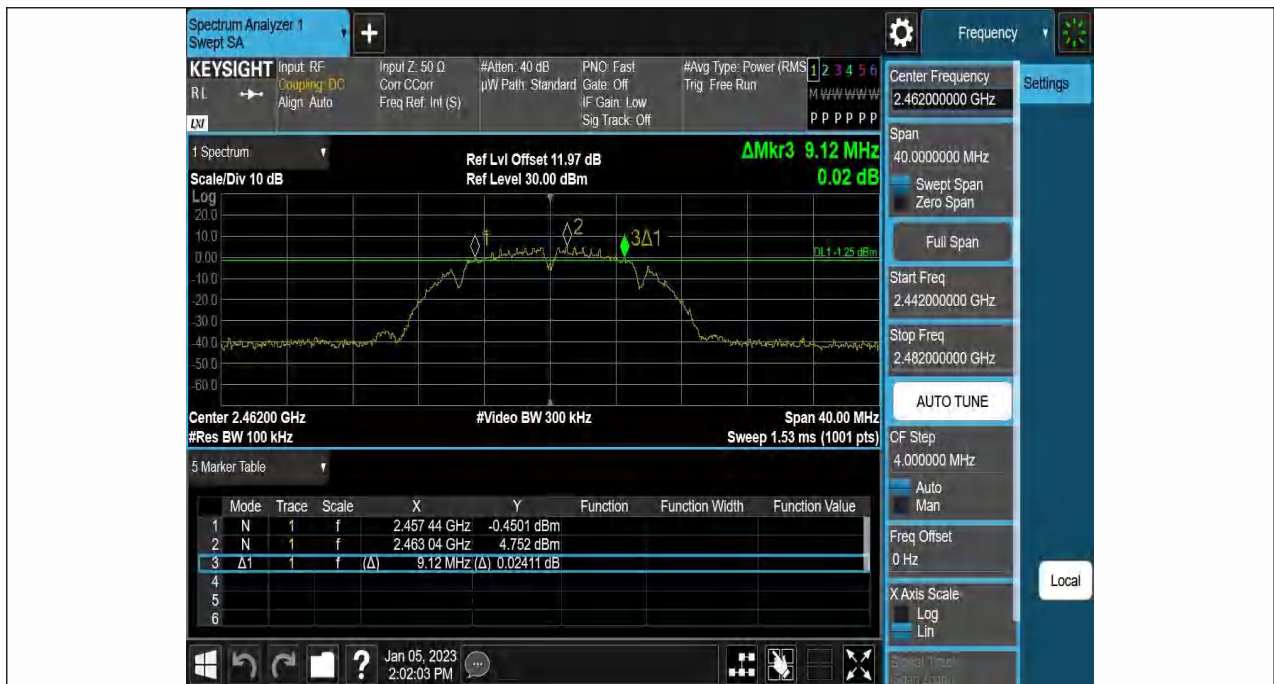 Spectrum Analyzer 1
Swept SA
+
Frequency
KEYSIGHT
RL
LXI
Input: RF
Coupling: DC
Align: Auto
Input Z: 50 Ω
Corr CCorr
Freq Ref: Int (S)
#Atten: 40 dB
µW Path: Standard
PNO: Fast
Gate: Off
IF Gain: Low
Sig Track: Off
#Avg Type: Power (RMS
Trig: Free Run
1 2 3 4 5 6
M W W W W W
P P P P P P
1 Spectrum
Scale/Div 10 dB
Ref Lvl Offset 11.97 dB
Ref Level 30.00 dBm
ΔMkr3 9.12 MHz
0.02 dB
Log
20.0
10.0
0.00
-10.0
-20.0
-30.0
-40.0
-50.0
-60.0
1
2
3Δ1
DL1 -1.25 dBm
Center 2.46200 GHz
#Res BW 100 kHz
#Video BW 300 kHz
Span 40.00 MHz
Sweep 1.53 ms (1001 pts)
5 Marker Table
Mode Trace Scale X Y Function Function Width Function Value
1 N 1 f 2.457 44 GHz -0.4501 dBm
2 N 1 f 2.463 04 GHz 4.752 dBm
3 Δ1 1 f (Δ) 9.12 MHz (Δ) 0.02411 dB
4
5
6
Center Frequency
2.462000000 GHz
Span
40.0000000 MHz
Swept Span
Zero Span
Full Span
Start Freq
2.442000000 GHz
Stop Freq
2.482000000 GHz
AUTO TUNE
CF Step
4.000000 MHz
Auto
Man
Freq Offset
0 Hz
X Axis Scale
Log
Lin
Signal Track
(Span Zoom)
Settings
Local
?
Jan 05, 2023
2:02:03 PM